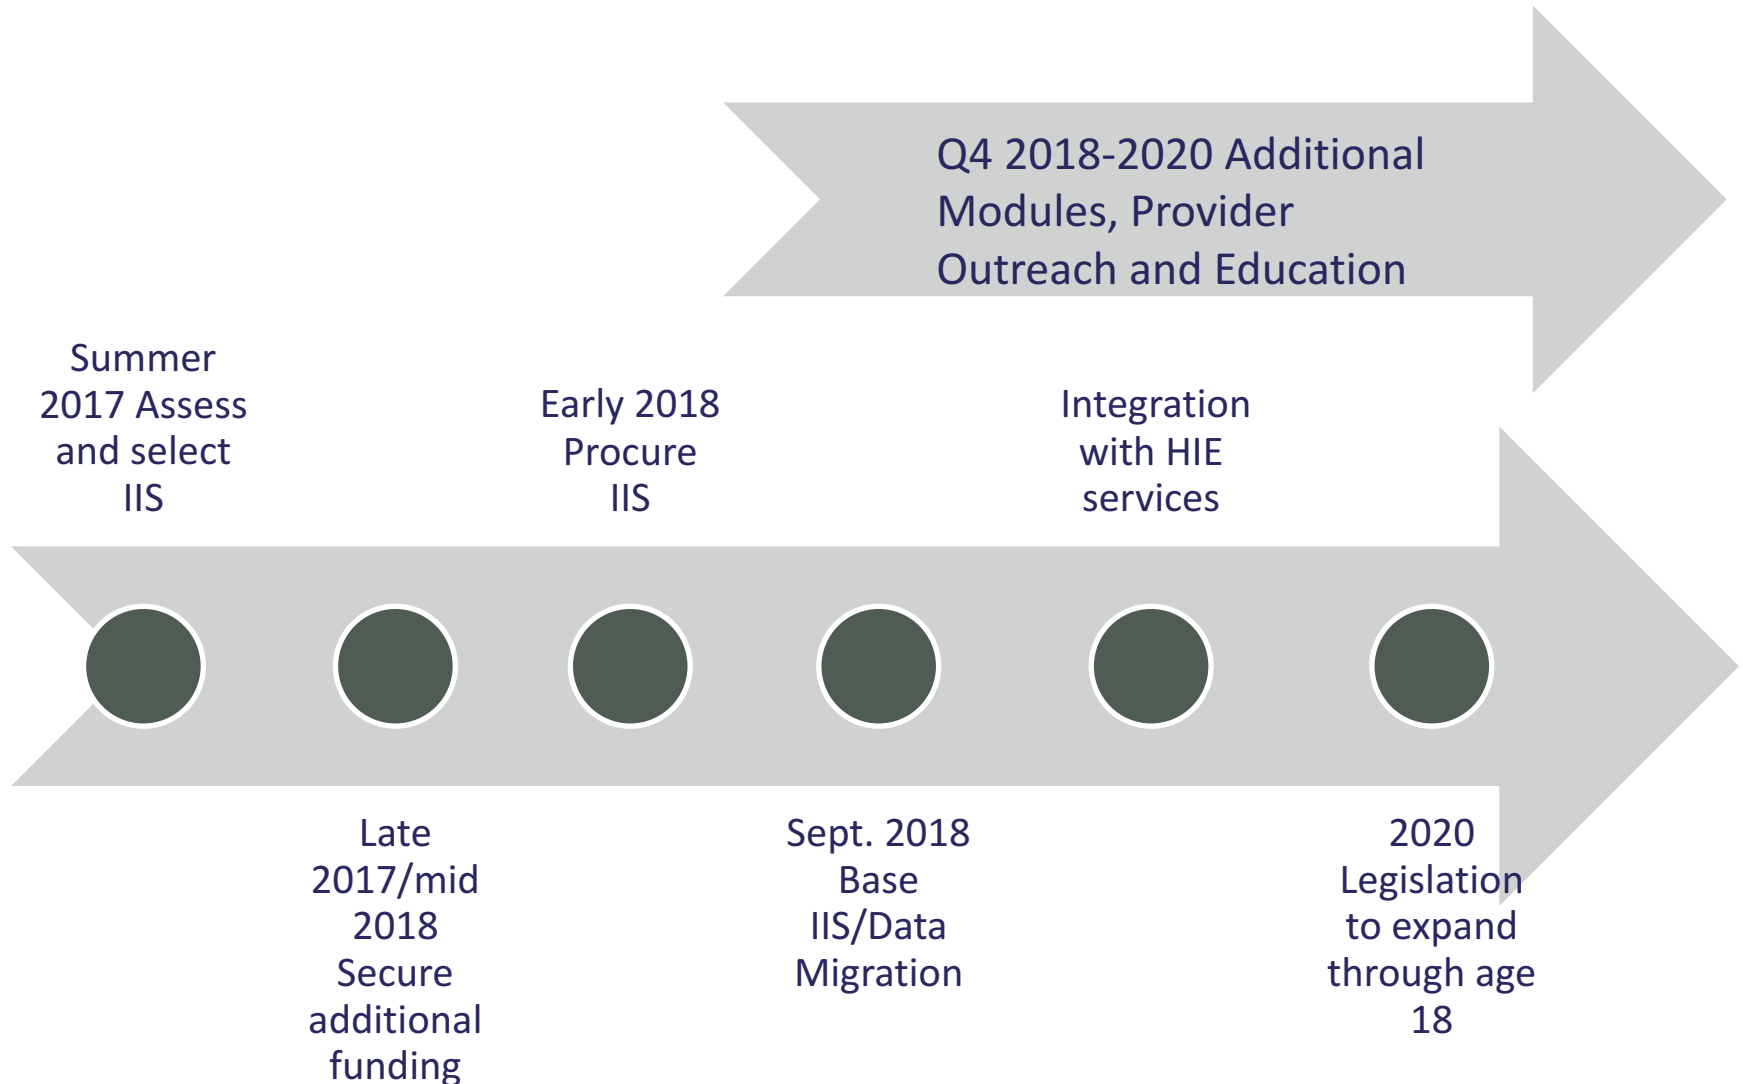 Q4 2018-2020 Additional
Modules, Provider
Outreach and Education
Summer
2017 Assess
and select
IIS
Early 2018
Procure
IIS
Integration
with HIE
services
Late
2017/mid
2018
Secure
additional
funding
Sept. 2018
Base
IIS/Data
Migration
2020
Legislation
to expand
through age
18